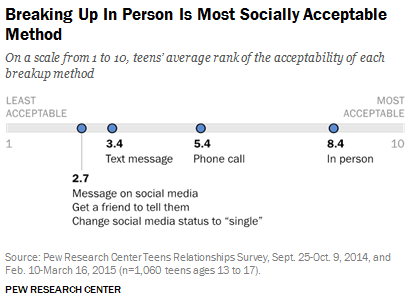 Breaking Up In Person Is Most Socially Acceptable
Method
On a scale from 1 to 10, teens' average rank of the acceptability of each
breakup method
LEAST
ACCEPTABLE
MOST
ACCEPTABLE
1
10
3.4
Text message
5.4
Phone call
8.4
In person
2.7
Message on social media
Get a friend to tell them
Change social media status to “single”
Source: Pew Research Center Teens Relationships Survey, Sept. 25-Oct. 9, 2014, and
Feb. 10-March 16, 2015 (n=1,060 teens ages 13 to 17).
PEW RESEARCH CENTER